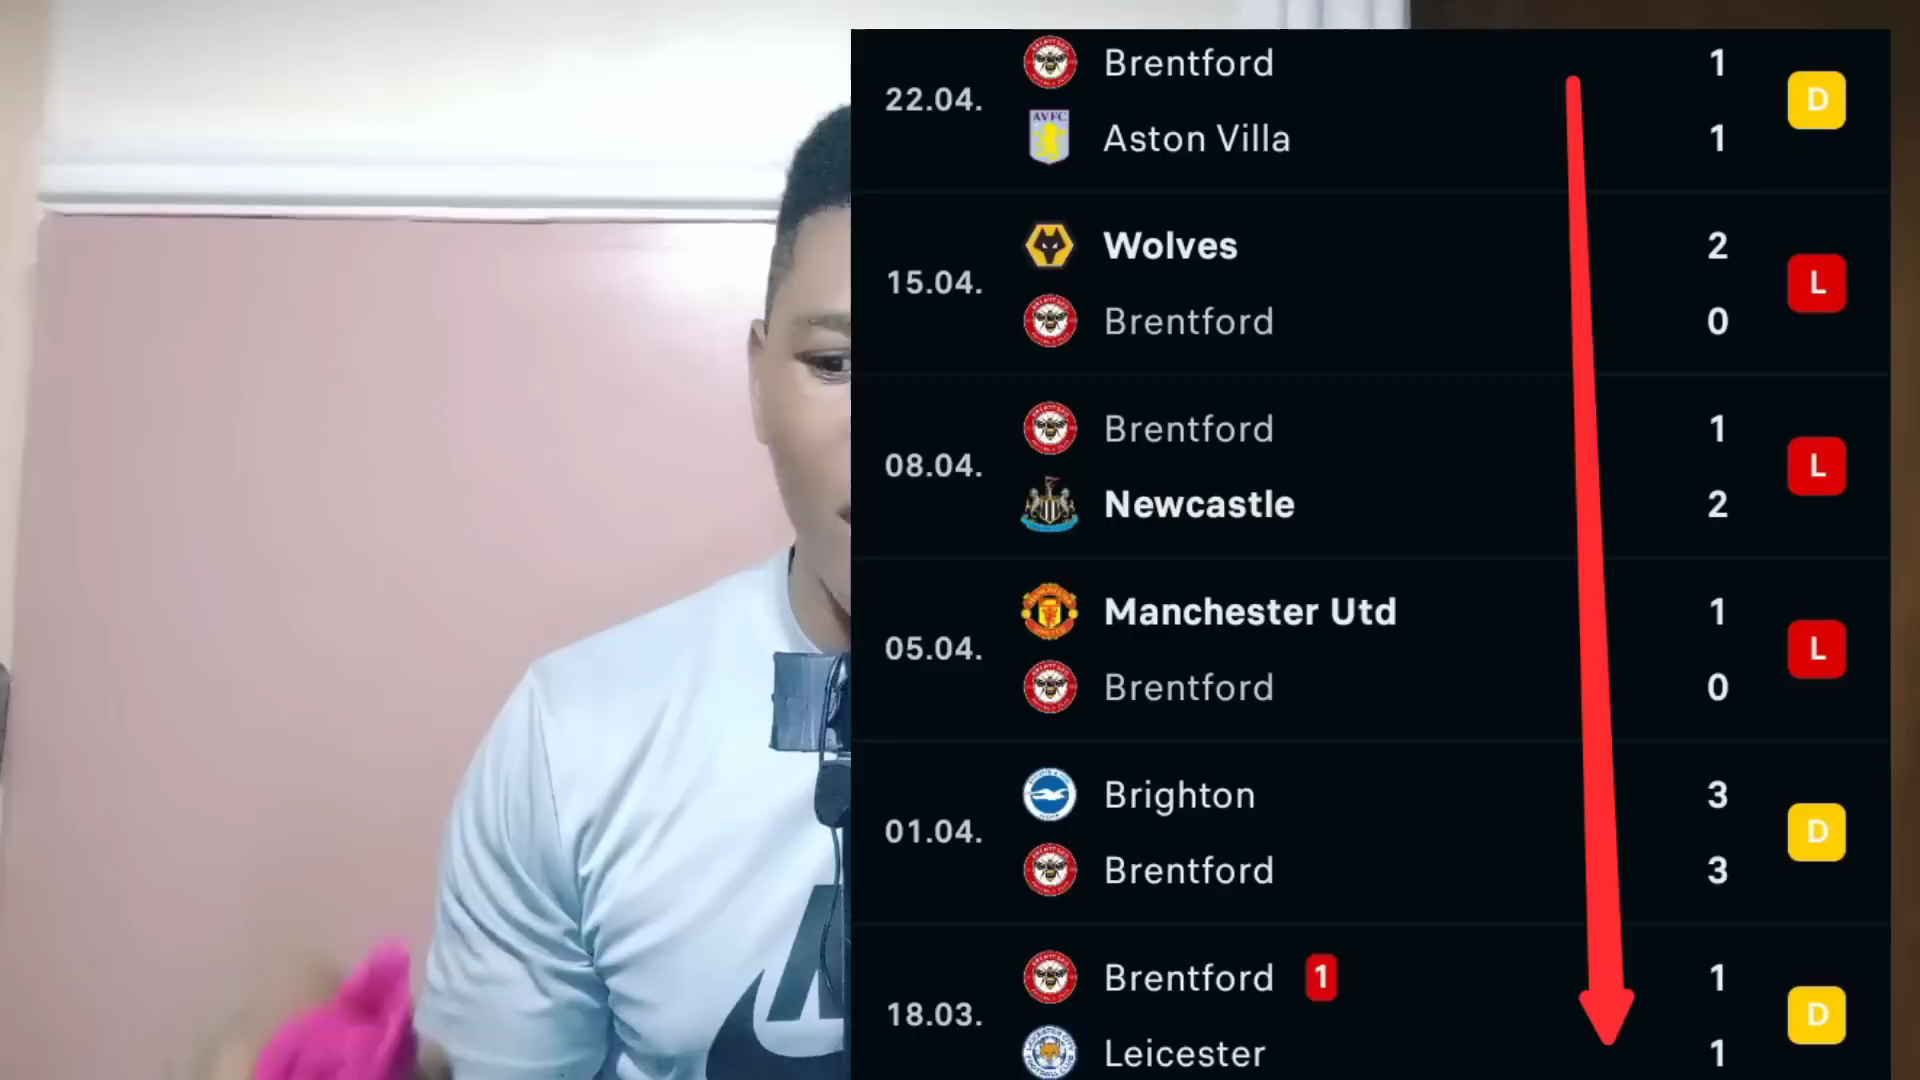 Brentford 1
22.04. D
AVFC
Aston Villa 1
Wolves 2
15.04. L
Brentford 0
Brentford 1
08.04. L
Newcastle 2
Manchester Utd 1
05.04. L
Brentford 0
Brighton 3
01.04. D
Brentford 3
Brentford 1 1
18.03. D
Leicester 1